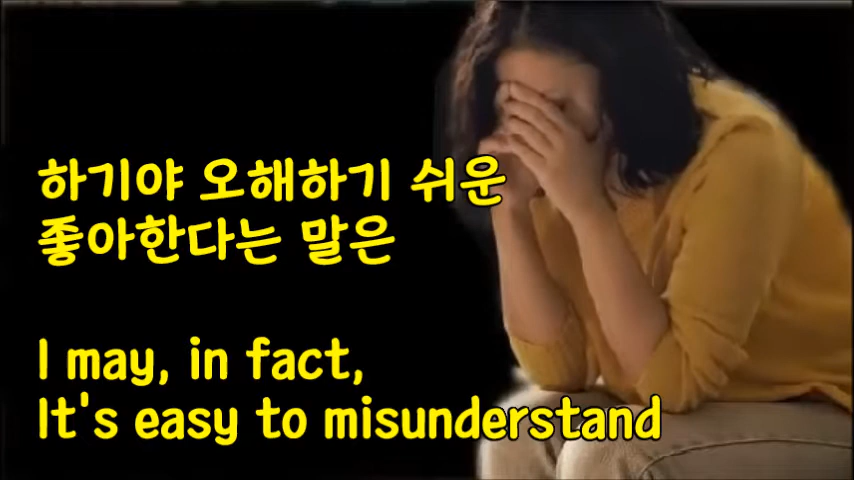 하기야 오해하기 쉬운
좋아한다는 말은
I may, in fact,
It's easy to misunderstand